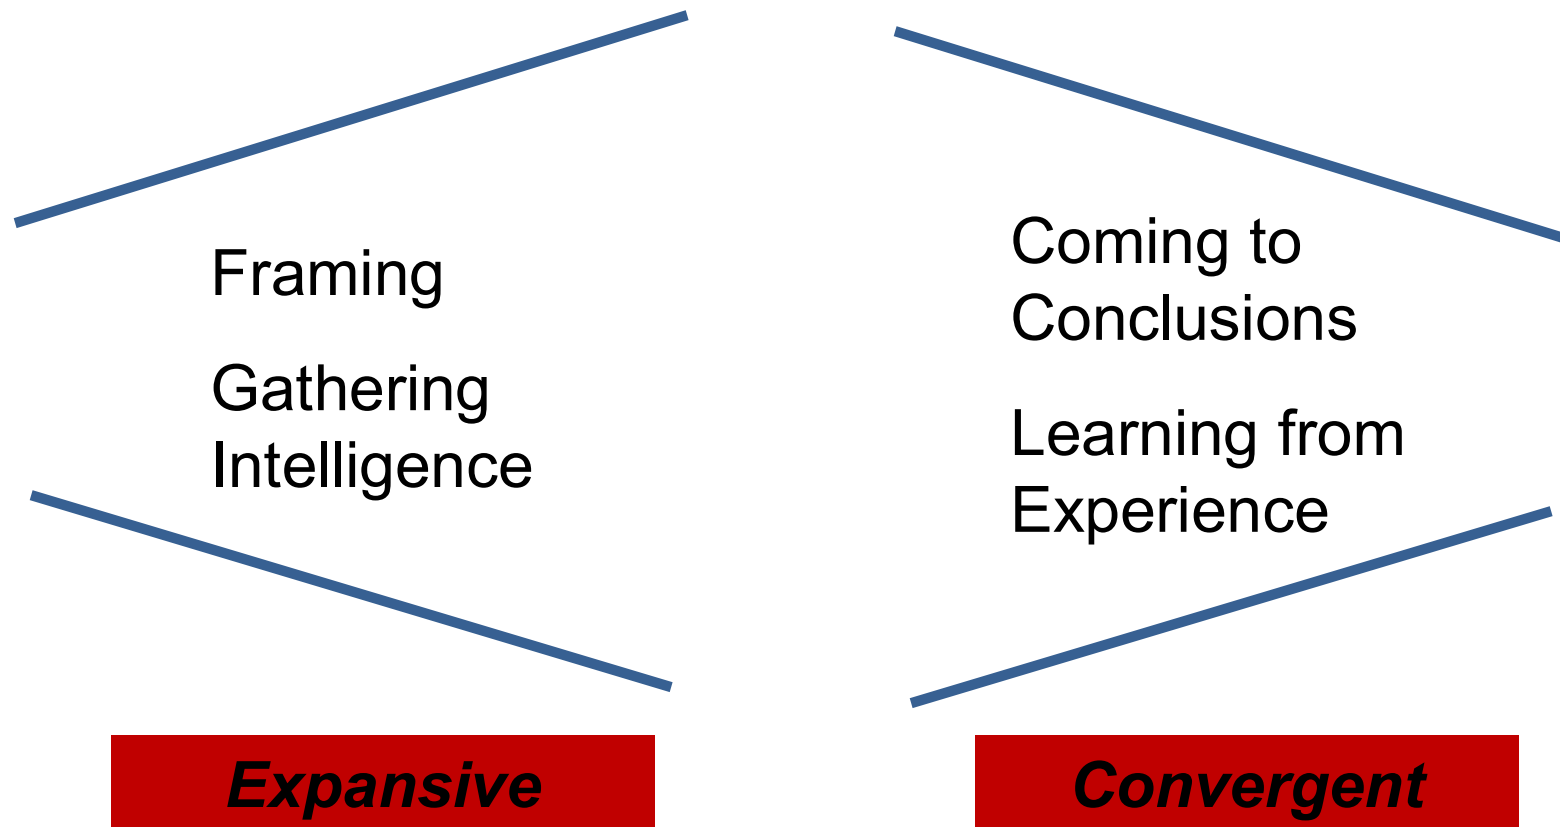 Framing
Gathering
Intelligence
Expansive
Coming to
Conclusions
Learning from
Experience
Convergent